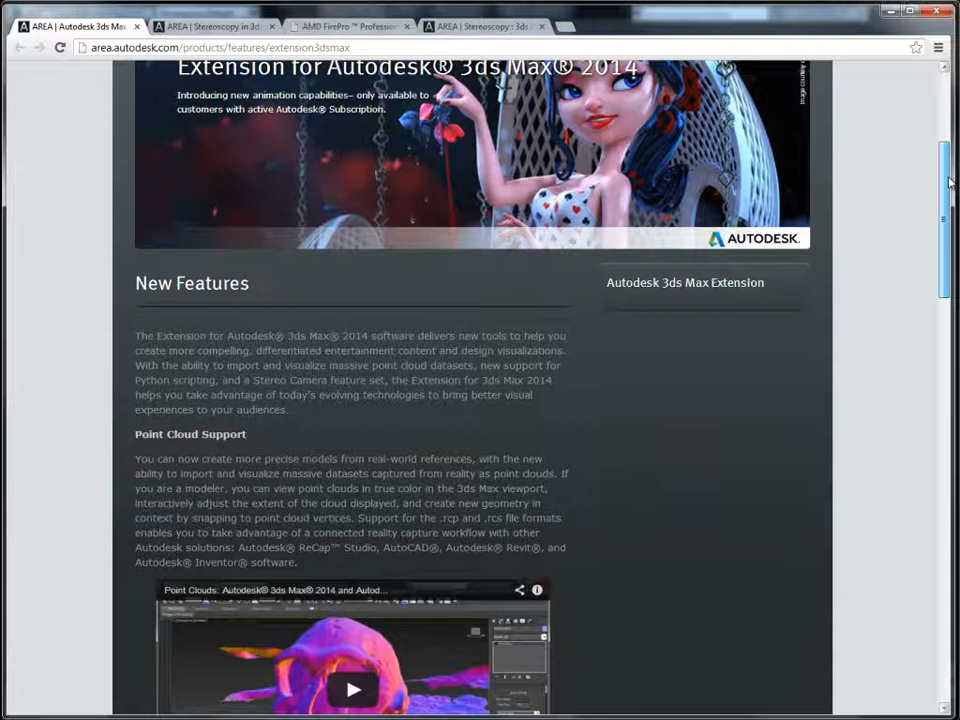 AREA | Autodesk 3ds Max
AREA | Stereoscopy in 3d
AMD FirePro ™ Profession
AREA | Stereoscopy : 3ds
area.autodesk.com/products/features/extension3dsmax
Extension for Autodesk® 3ds Max® 2014
Introducing new animation capabilities– only available to
customers with active Autodesk® Subscription.
AUTODESK.
New Features
Autodesk 3ds Max Extension
The Extension for Autodesk® 3ds Max® 2014 software delivers new tools to help you
create more compelling, differentiated entertainment content and design visualizations.
With the ability to import and visualize massive point cloud datasets, new support for
Python scripting, and a Stereo Camera feature set, the Extension for 3ds Max 2014
helps you take advantage of today's evolving technologies to bring better visual
experiences to your audiences.
Point Cloud Support
You can now create more precise models from real-world references, with the new
ability to import and visualize massive datasets captured from reality as point clouds. If
you are a modeler, you can view point clouds in true color in the 3ds Max viewport,
interactively adjust the extent of the cloud displayed, and create new geometry in
context by snapping to point cloud vertices. Support for the .rcp and .rcs file formats
enables you to take advantage of a connected reality capture workflow with other
Autodesk solutions: Autodesk® ReCap™ Studio, AutoCAD®, Autodesk® Revit®, and
Autodesk® Inventor® software.
Point Clouds: Autodesk® 3ds Max® 2014 and Autod...